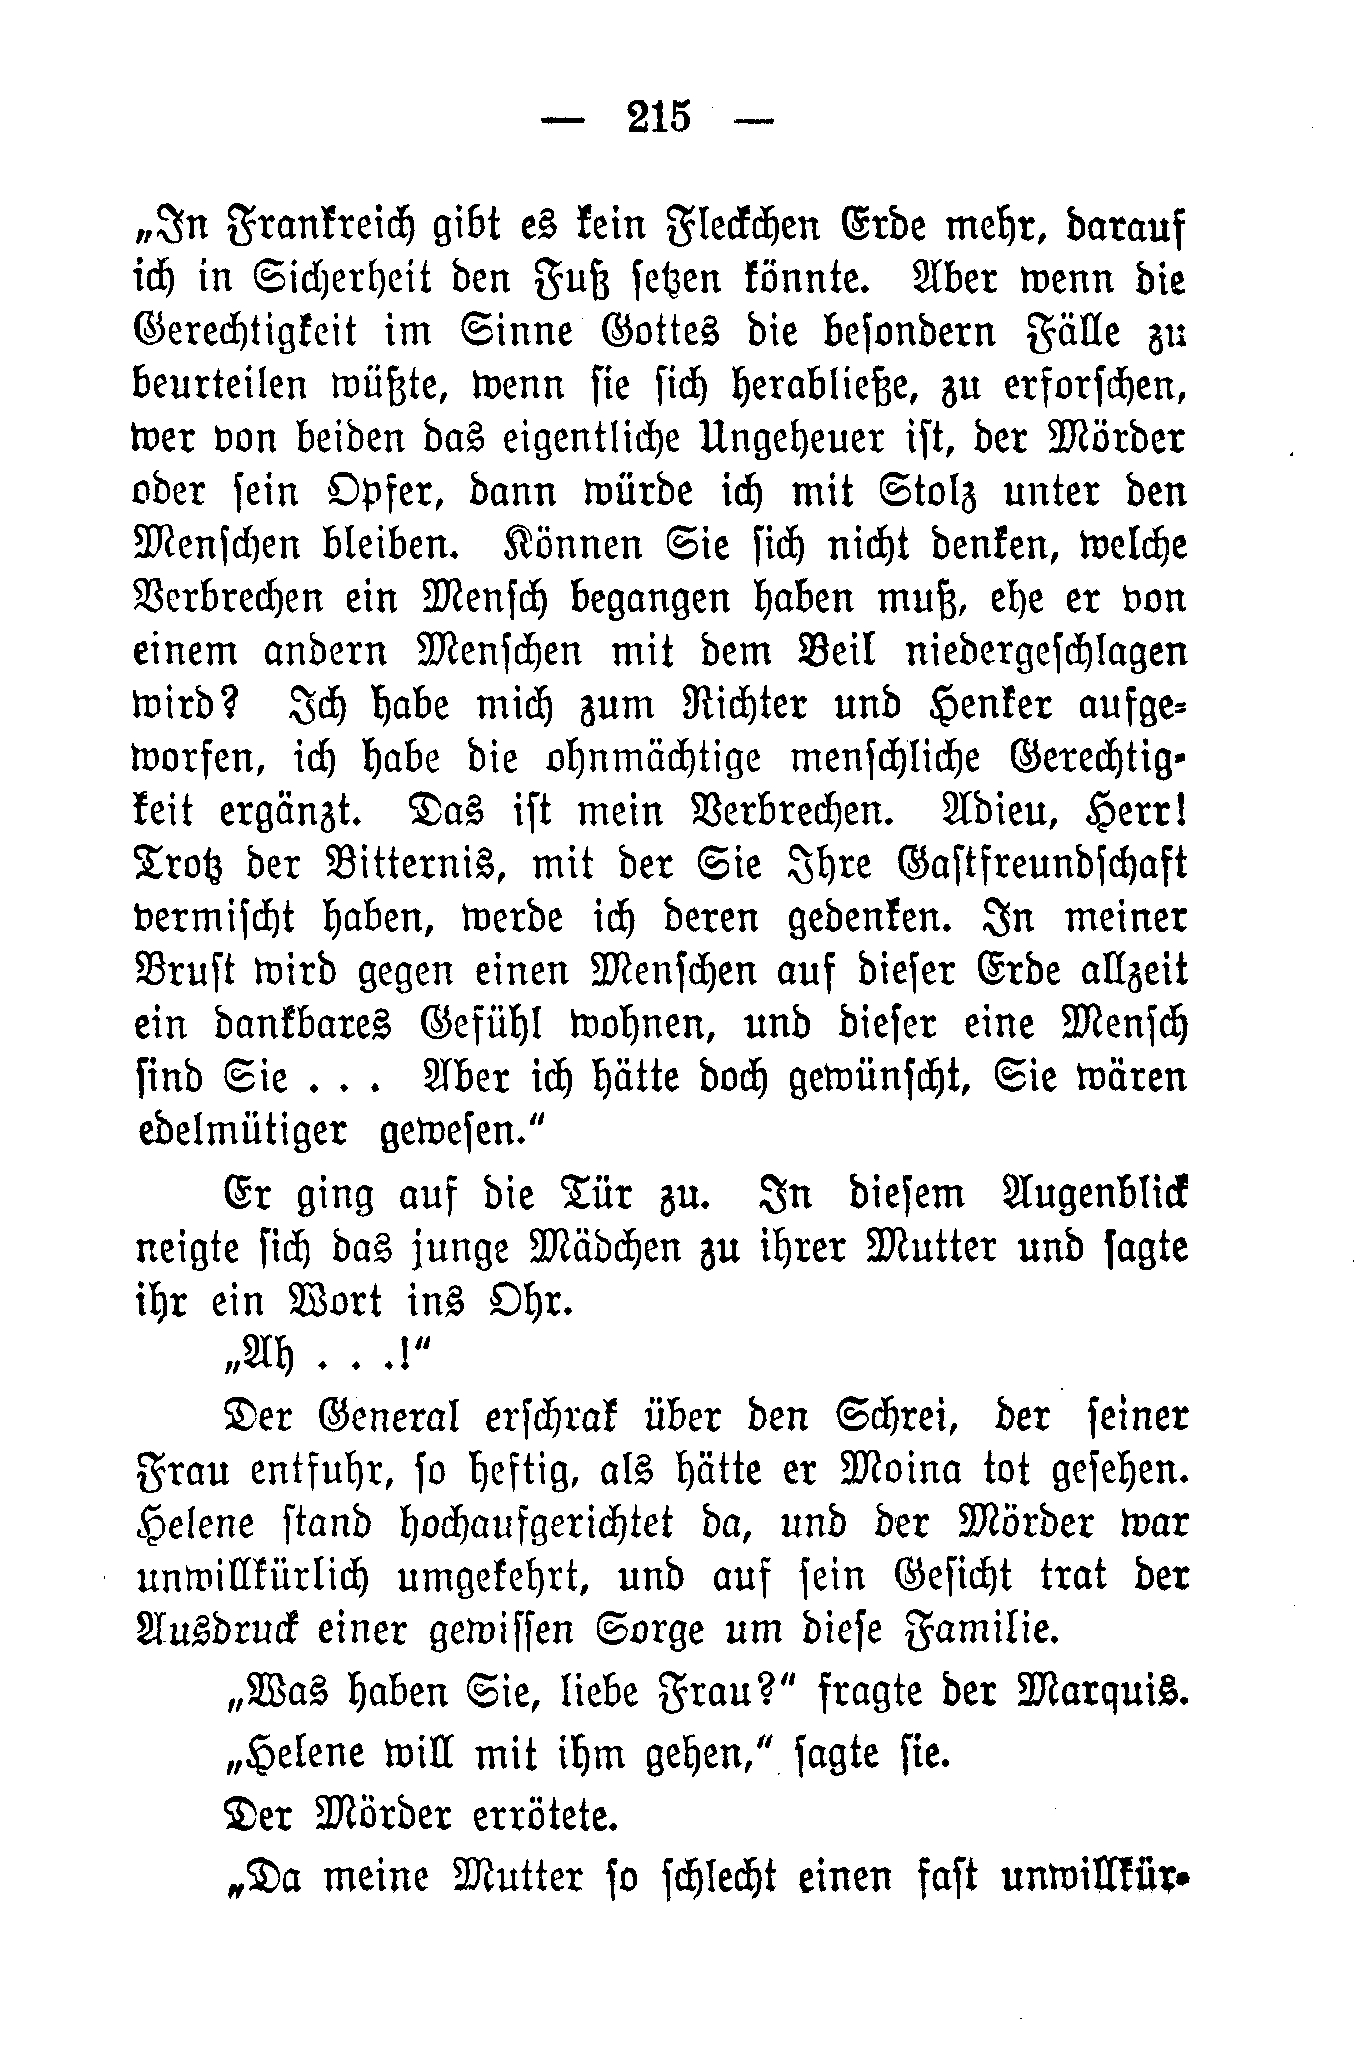 — 215 —
„In Frankreich gibt es kein Fleckchen Erde mehr, darauf
ich in Sicherheit den Fuß setzen könnte. Aber wenn die
Gerechtigkeit im Sinne Gottes die besondern Fälle zu
beurteilen wüßte, wenn sie sich herabließe, zu erforschen,
wer von beiden das eigentliche Ungeheuer ist, der Mörder
oder sein Opfer, dann würde ich mit Stolz unter den
Menschen bleiben. Können Sie sich nicht denken, welche
Verbrechen ein Mensch begangen haben muß, ehe er von
einem andern Menschen mit dem Beil niedergeschlagen
wird? Ich habe mich zum Richter und Henker aufge-
worfen, ich habe die ohnmächtige menschliche Gerechtig-
keit ergänzt. Das ist mein Verbrechen. Adieu, Herr!
Trotz der Bitternis, mit der Sie Ihre Gastfreundschaft
vermischt haben, werde ich deren gedenken. In meiner
Brust wird gegen einen Menschen auf dieser Erde allzeit
ein dankbares Gefühl wohnen, und dieser eine Mensch
sind Sie . . . Aber ich hätte doch gewünscht, Sie wären
edelmütiger gewesen.“
Er ging auf die Tür zu. In diesem Augenblick
neigte sich das junge Mädchen zu ihrer Mutter und sagte
ihr ein Wort ins Ohr.
„Ah . . .!“
Der General erschrak über den Schrei, der seiner
Frau entfuhr, so heftig, als hätte er Moina tot gesehen.
Helene stand hochaufgerichtet da, und der Mörder war
unwillkürlich umgekehrt, und auf sein Gesicht trat der
Ausdruck einer gewissen Sorge um diese Familie.
„Was haben Sie, liebe Frau?“ fragte der Marquis.
„Helene will mit ihm gehen,“ sagte sie.
Der Mörder errötete.
„Da meine Mutter so schlecht einen fast unwillkür-